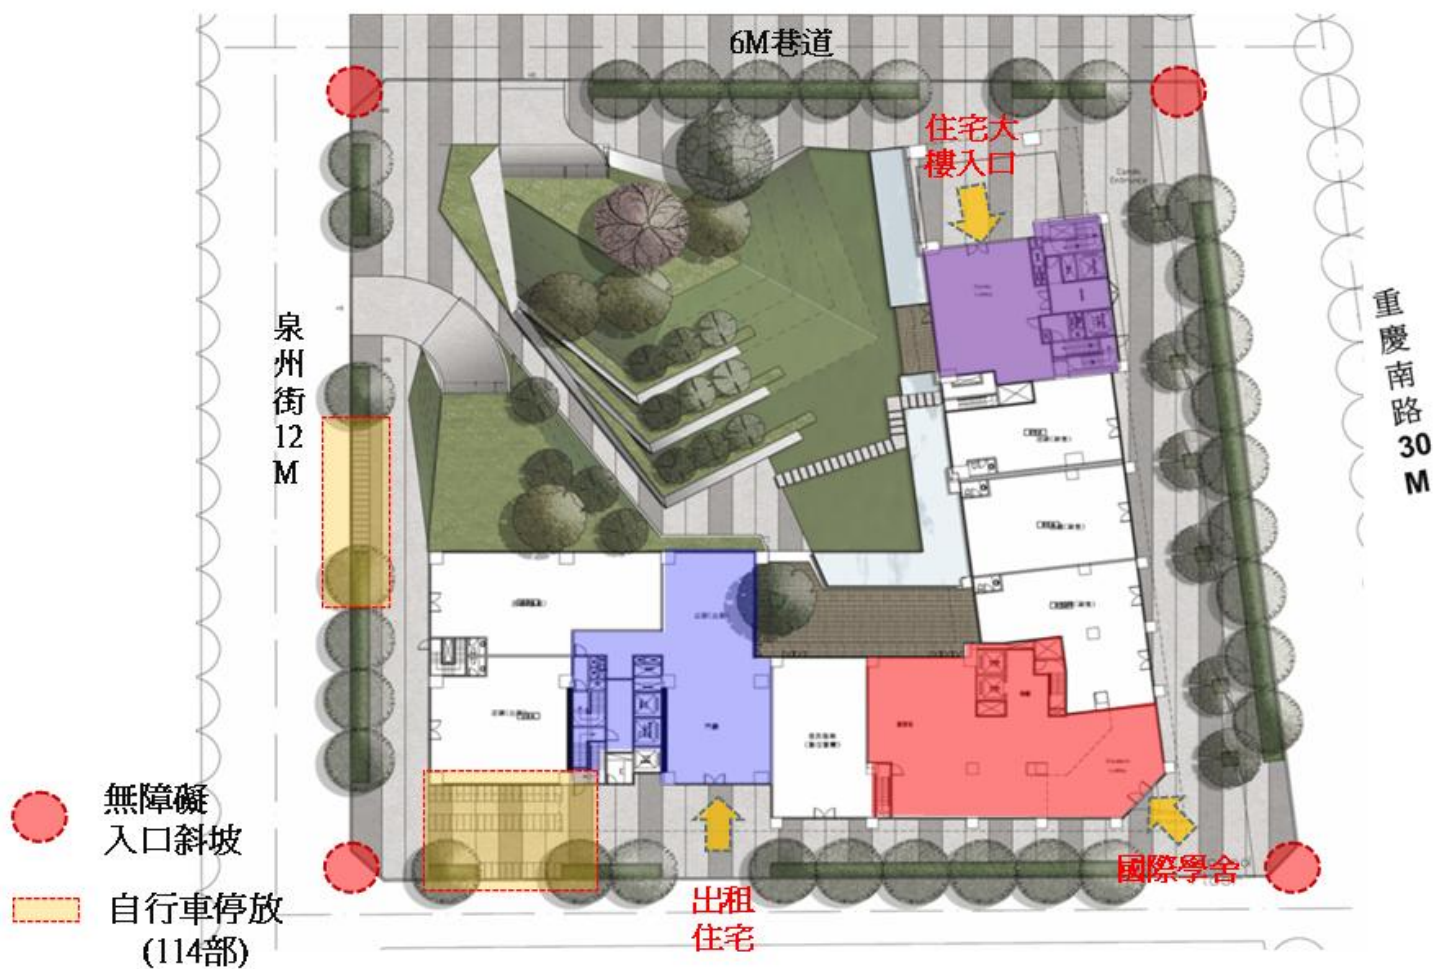 6M巷道
住宅大
樓入口
Condo
Entrance
泉
州
街
12
M
重
慶
南
路
30
M
無障礙
入口斜坡
自行車停放
(114部)
出租
住宅
國際學舍